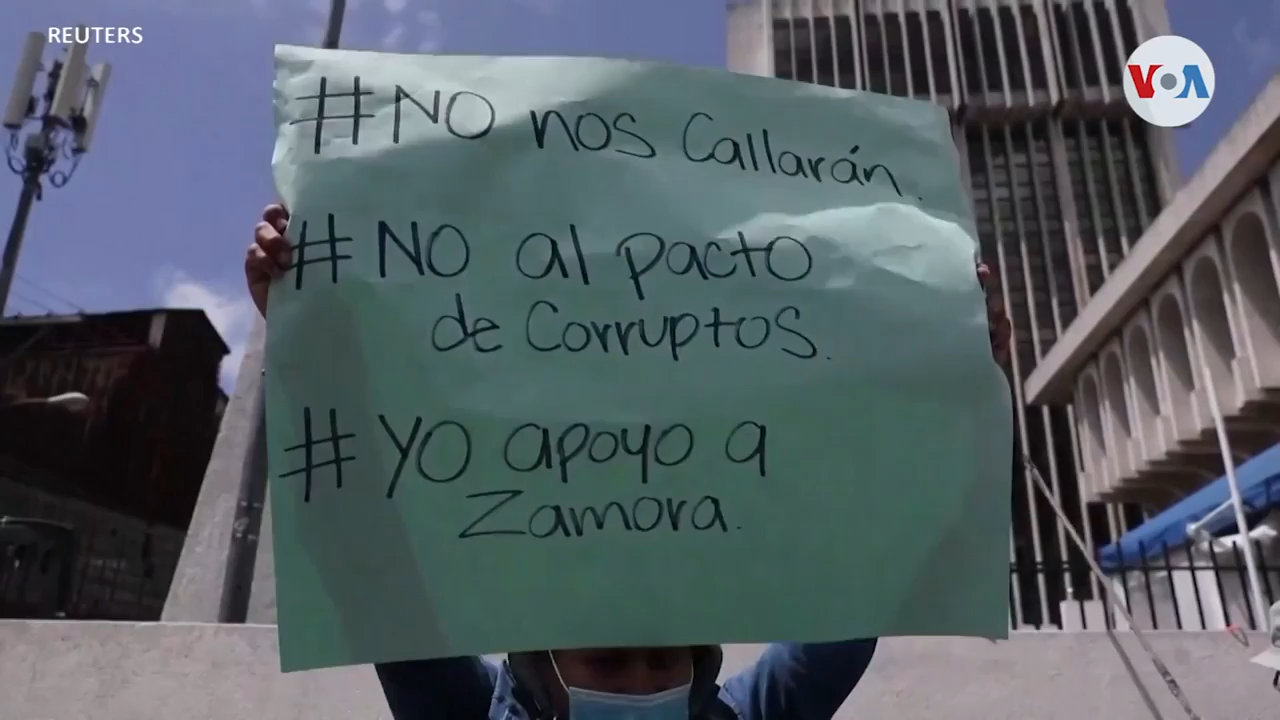 REUTERS
VOA
#NO nos Callarán.
#NO al pacto
de Corruptos.
#YO apoyo a
Zamora.